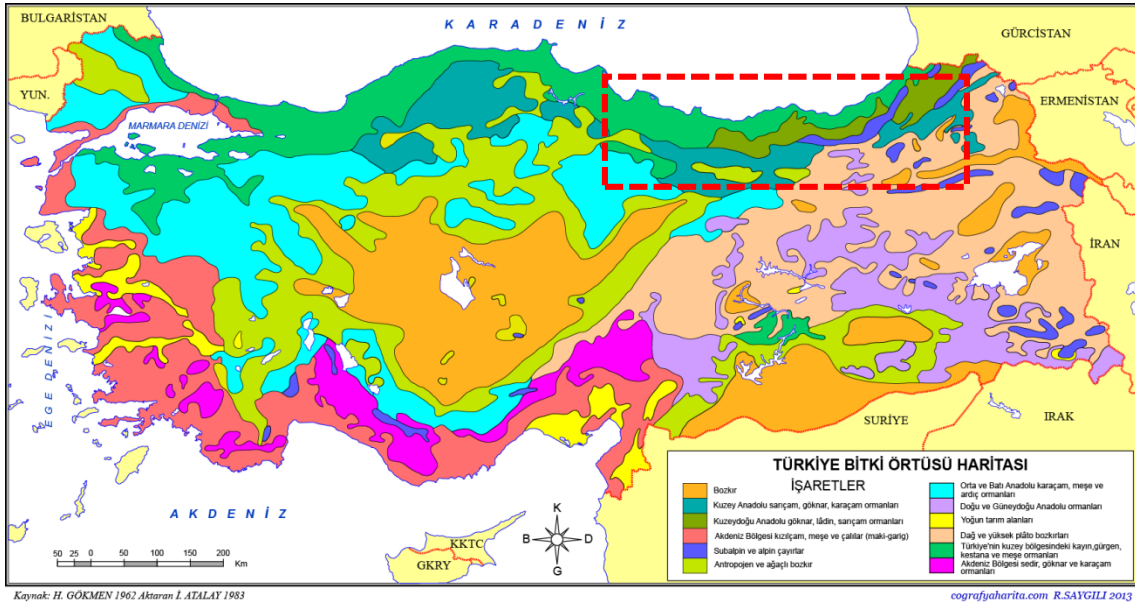 BULGARİSTAN
KARADENİZ
GÜRCİSTAN
YUN.
ERMENİSTAN
MARMARA DENİZİ
İRAN
EGE DENİZİ
SURİYE
IRAK
AKDENİZ
KKTC
GKRY
K
B
D
G
50 25 0 50 100 150 200
Km
TÜRKİYE BİTKİ ÖRTÜSÜ HARİTASI
İŞARETLER
Bozkır
Kuzey Anadolu sarıçam, göknar, karaçam ormanları
Kuzeydoğu Anadolu göknar, lâdin, sarıçam ormanları
Akdeniz Bölgesi kızılçam, meşe ve çalılar (maki-garig)
Subalpin ve alpin çayırlar
Antropojen ve ağaçlı bozkır
Orta ve Batı Anadolu karaçam, meşe ve
ardıç ormanları
Doğu ve Güneydoğu Anadolu ormanları
Yoğun tarım alanları
Dağ ve yüksek plâto bozkırları
Türkiye'nin kuzey bölgesindeki kayın,gürgen,
kestana ve meşe ormanları
Akdeniz Bölgesi sedir, göknar ve karaçam
ormanları
Kaynak: H. GÖKMEN 1962 Aktaran İ. ATALAY 1983
cografyaharita.com R.SAYGILI 2013